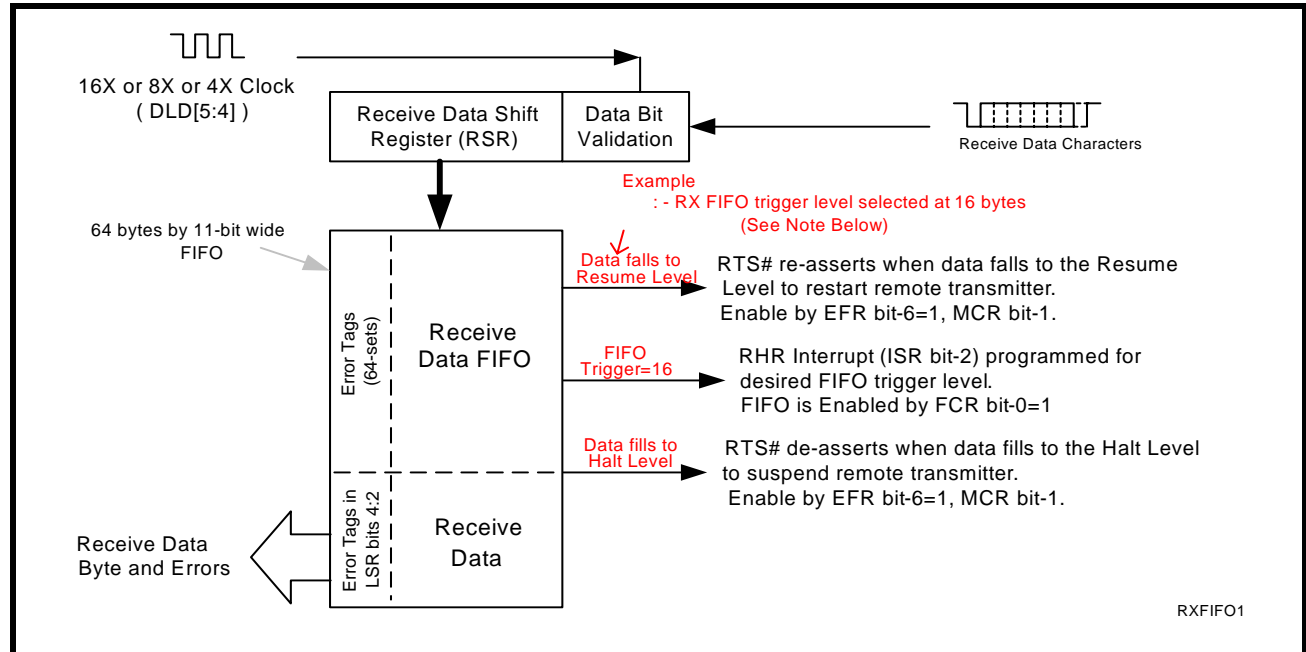 16X or 8X or 4X Clock
( DLD[5:4] )
Receive Data Shift
Register (RSR)
Data Bit
Validation
Receive Data Characters
Example
: - RX FIFO trigger level selected at 16 bytes
(See Note Below)
64 bytes by 11-bit wide
FIFO
Error Tags
(64-sets)
Receive
Data FIFO
Data falls to
Resume Level
RTS# re-asserts when data falls to the Resume
Level to restart remote transmitter.
Enable by EFR bit-6=1, MCR bit-1.
FIFO
Trigger=16
RHR Interrupt (ISR bit-2) programmed for
desired FIFO trigger level.
FIFO is Enabled by FCR bit-0=1
Data fills to
Halt Level
RTS# de-asserts when data fills to the Halt Level
to suspend remote transmitter.
Enable by EFR bit-6=1, MCR bit-1.
Error Tags in
LSR bits 4:2
Receive
Data
Receive Data
Byte and Errors
RXFIFO1